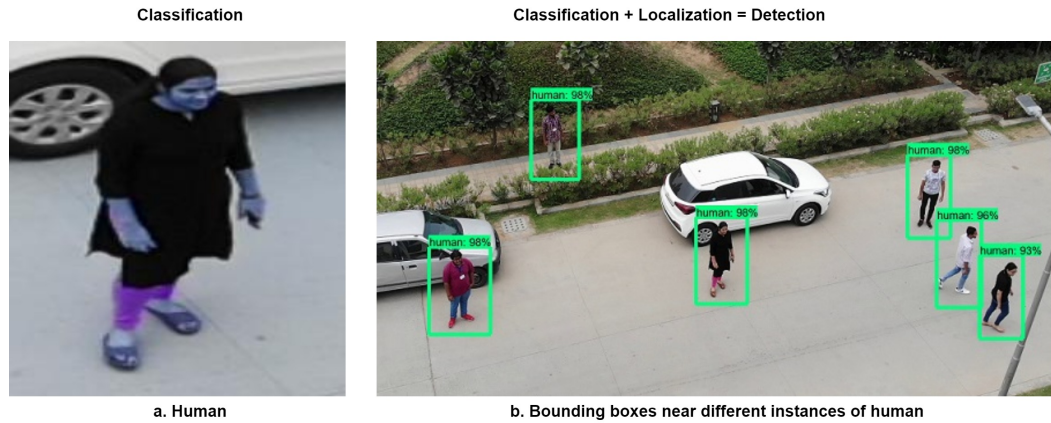 Classification
Classification + Localization = Detection
human: 98%
human: 98%
human: 98%
human: 98%
human: 96%
human: 93%
a. Human
b. Bounding boxes near different instances of human